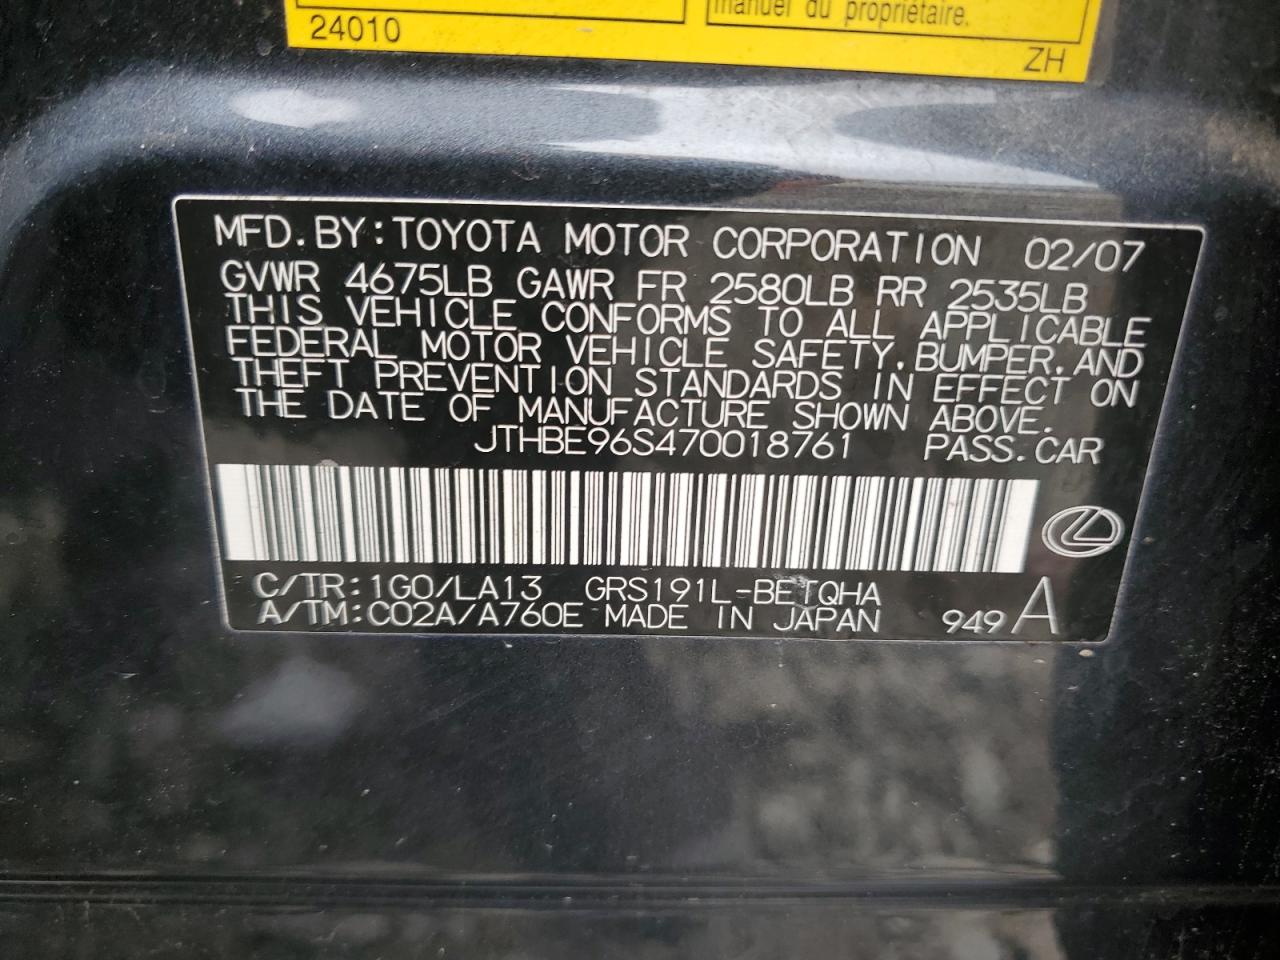 manuel du propriétaire.
24010
ZH
MFD. BY: TOYOTA MOTOR CORPORATION 02/07
GVWR 4675LB GAWR FR 2580LB RR 2535LB
THIS VEHICLE CONFORMS TO ALL APPLICABLE
FEDERAL MOTOR VEHICLE SAFETY, BUMPER, AND
THEFT PREVENTION STANDARDS IN EFFECT ON
THE DATE OF MANUFACTURE SHOWN ABOVE.
JTHBE96S470018761 PASS. CAR
C/TR: 1G0/LA13 GRS191L-BETQHA
A/TM: C02A/A760E MADE IN JAPAN 949 A